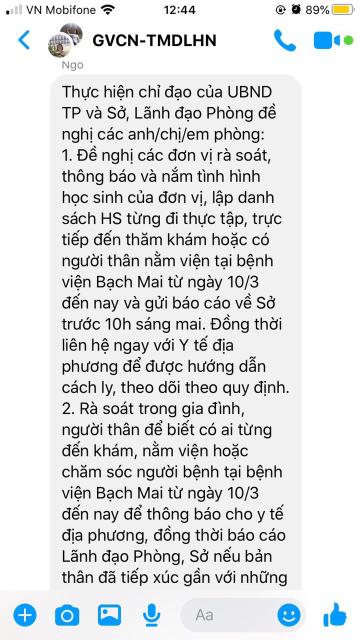 VN Mobifone
12:44
89%
GVCN-TMDLHN
Ngo
Thực hiện chỉ đạo của UBND
TP và Sở, Lãnh đạo Phòng đề
nghị các anh/chị/em phòng:
1. Đề nghị các đơn vị rà soát,
thông báo và nắm tình hình
học sinh của đơn vị, lập danh
sách HS từng đi thực tập, trực
tiếp đến thăm khám hoặc có
người thân nằm viện tại bệnh
viện Bạch Mai từ ngày 10/3
đến nay và gửi báo cáo về Sở
trước 10h sáng mai. Đồng thời
liên hệ ngay với Y tế địa
phương để được hướng dẫn
cách ly, theo dõi theo quy định.
2. Rà soát trong gia đình,
người thân để biết có ai từng
đến khám, nằm viện hoặc
chăm sóc người bệnh tại bệnh
viện Bạch Mai từ ngày 10/3
đến nay để thông báo cho y tế
địa phương, đồng thời báo cáo
Lãnh đạo Phòng, Sở nếu bản
thân đã tiếp xúc gần với những
Aa